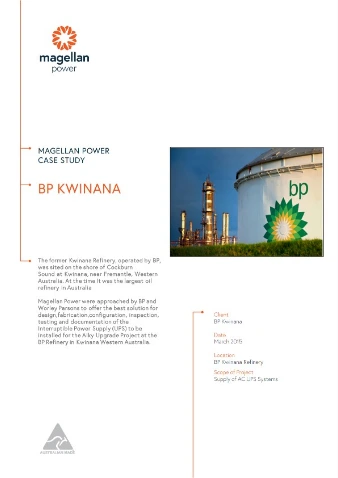 magellan
power
MAGELLAN POWER
CASE STUDY
BP KWINANA
bp
The former Kwinana Refinery, operated by BP,
was sited on the shore of Cockburn
Sound at Kwinana, near Fremantle, Western
Australia. At the time it was the largest oil
refinery in Australia.
Magellan Power were approached by BP and
Worley Parsons to offer the best solution for
design,fabrication,configuration, inspection,
testing and documentation of the
Interruptible Power Supply (UPS) to be
installed for the Alky Upgrade Project at the
BP Refinery in Kwinana Western Australia.
Client
BP Kwinana
Date
March 2015
Location
BP Kwinana Refinery
Scope of Project
Supply of AC UPS Systems
AUSTRALIAN MADE